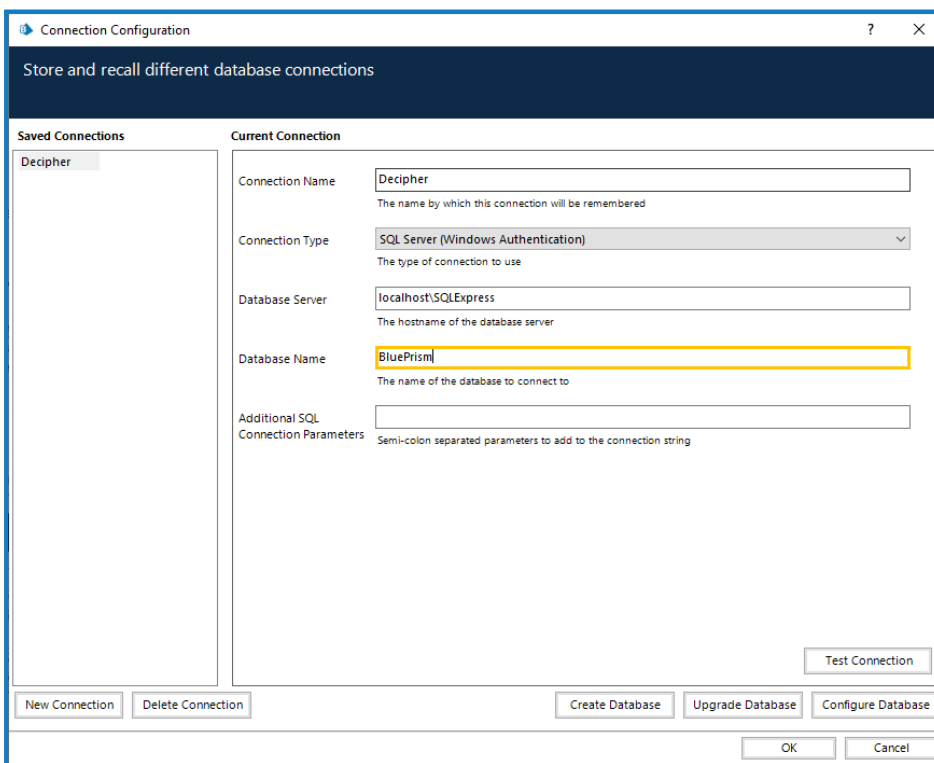 Connection Configuration
?
Store and recall different database connections
Saved Connections
Decipher
Current Connection
Connection Name
Decipher
The name by which this connection will be remembered
Connection Type
SQL Server (Windows Authentication)
The type of connection to use
Database Server
localhost\SQLExpress
The hostname of the database server
Database Name
BluePrism
The name of the database to connect to
Additional SQL
Connection Parameters
Semi-colon separated parameters to add to the connection string
Test Connection
New Connection
Delete Connection
Create Database
Upgrade Database
Configure Database
OK
Cancel